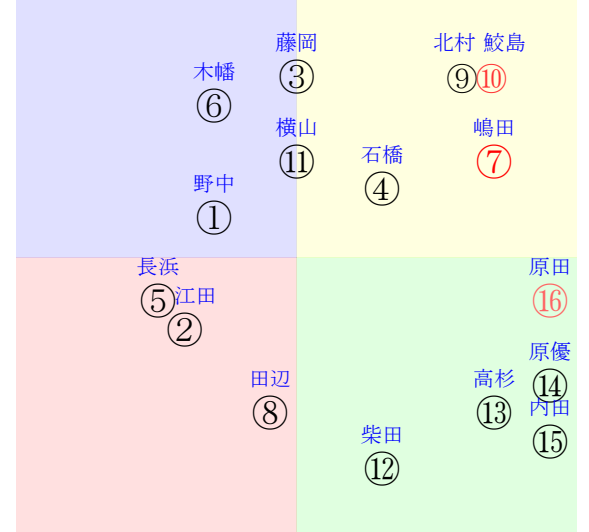 藤岡
③
北村 鮫島
⑨⑩
木幡
⑥
横山
⑪
嶋田
⑦
石橋
④
野中
①
長浜
⑤
江田
②
原田
⑯
原優
⑭
田辺
⑧
高杉
⑬
内田
⑮
柴田
⑫